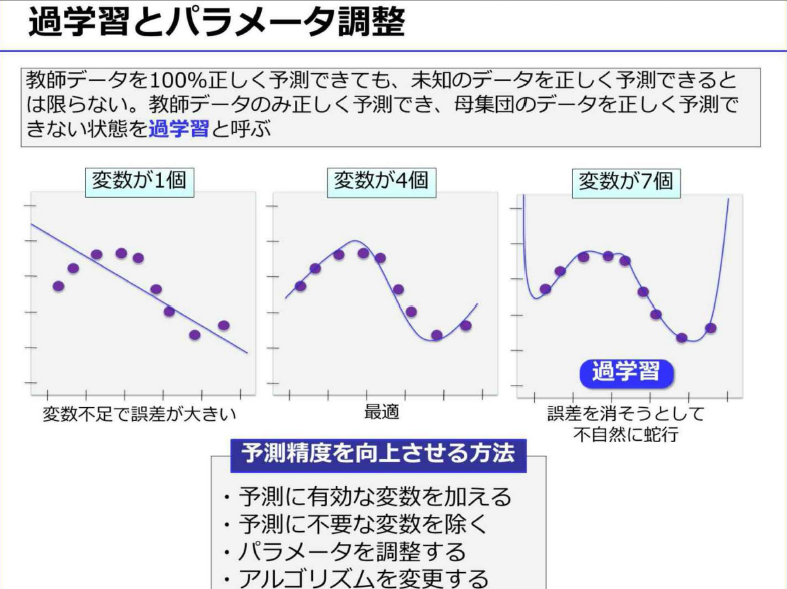 過学習とパラメータ調整
教師データを100%正しく予測できても、未知のデータを正しく予測できると
は限らない。教師データのみ正しく予測でき、母集団のデータを正しく予測で
きない状態を過学習と呼ぶ
変数が1個
変数が4個
変数が7個
過学習
変数不足で誤差が大きい
最適
誤差を消そうとして
不自然に蛇行
予測精度を向上させる方法
・予測に有効な変数を加える
・予測に不要な変数を除く
・パラメータを調整する
・アルゴリズムを変更する